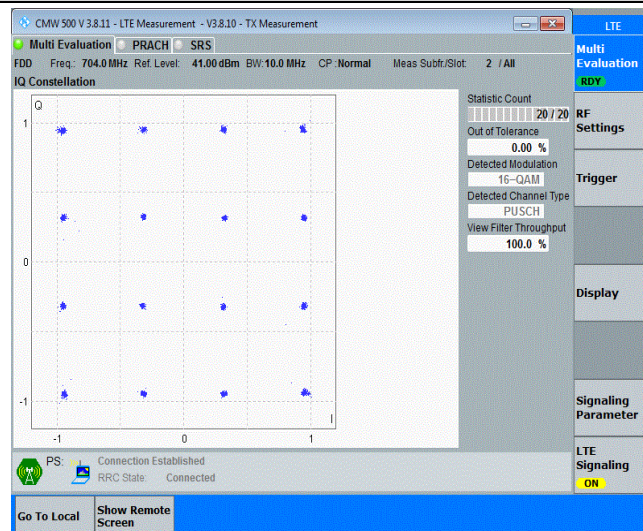 CMW 500 V 3.8.11 - LTE Measurement - V3.8.10 - TX Measurement
LTE
Multi Evaluation PRACH SRS
Multi
Evaluation
RDY
FDD Freq.: 704.0 MHz Ref. Level: 41.00 dBm BW: 10.0 MHz CP : Normal Meas Subfr./Slot: 2 / All
IQ Constellation
Q
1
0
-1
-1 0 1
I
Statistic Count
20 / 20
Out of Tolerance
0.00 %
Detected Modulation
16-QAM
Detected Channel Type
PUSCH
View Filter Throughput
100.0 %
RF
Settings
Trigger
Display
Signaling
Parameter
LTE
Signaling
ON
PS: Connection Established
RRC State: Connected
Go To Local
Show Remote
Screen